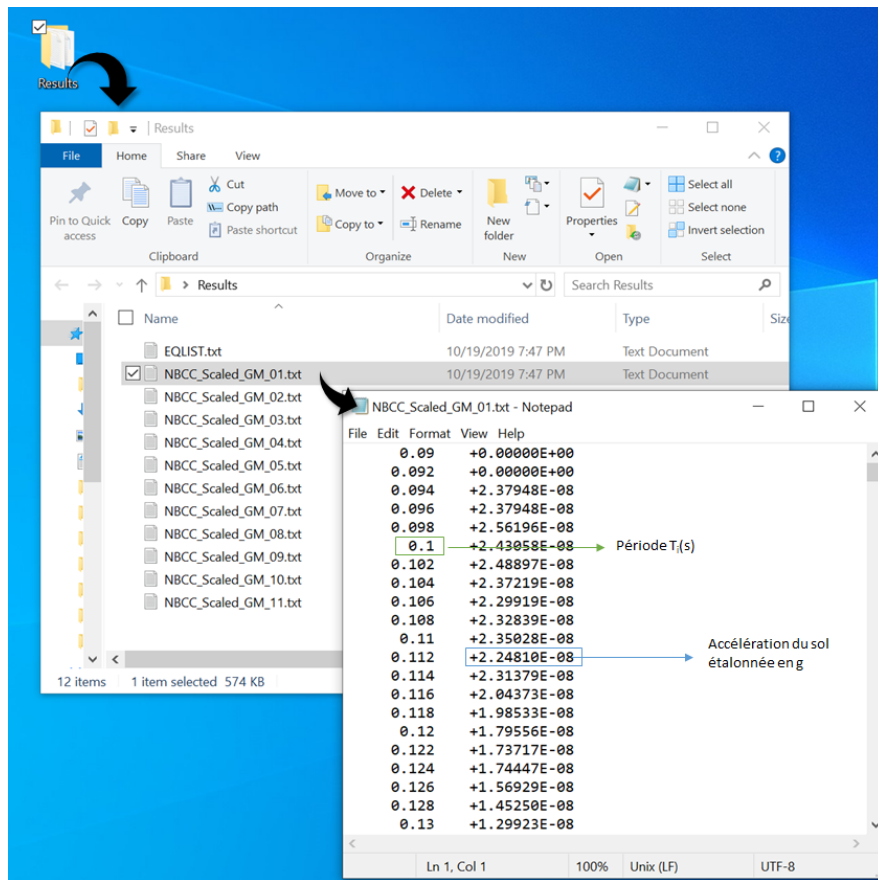 Results
Results
File Home Share View
Pin to Quick access
Copy
Paste
Cut
Copy path
Paste shortcut
Clipboard
Move to
Copy to
Delete
Rename
Organize
New folder
New
Properties
Open
Select all
Select none
Invert selection
Select
Results
Search Results
Name Date modified Type Size
EQLIST.txt 10/19/2019 7:47 PM Text Document
NBCC_Scaled_GM_01.txt 10/19/2019 7:47 PM Text Document
NBCC_Scaled_GM_02.txt
NBCC_Scaled_GM_03.txt
NBCC_Scaled_GM_04.txt
NBCC_Scaled_GM_05.txt
NBCC_Scaled_GM_06.txt
NBCC_Scaled_GM_07.txt
NBCC_Scaled_GM_08.txt
NBCC_Scaled_GM_09.txt
NBCC_Scaled_GM_10.txt
NBCC_Scaled_GM_11.txt
12 items 1 item selected 574 KB
NBCC_Scaled_GM_01.txt - Notepad
File Edit Format View Help
0.09 +0.00000E+00
0.092 +0.00000E+00
0.094 +2.37948E-08
0.096 +2.37948E-08
0.098 +2.56196E-08
0.1 +2.43058E-08 Période Ti(s)
0.102 +2.48897E-08
0.104 +2.37219E-08
0.106 +2.29919E-08
0.108 +2.32839E-08
0.11 +2.35028E-08
0.112 +2.24810E-08
Accélération du sol
étalonnée en g
0.114 +2.31379E-08
0.116 +2.04373E-08
0.118 +1.98533E-08
0.12 +1.79556E-08
0.122 +1.73717E-08
0.124 +1.74447E-08
0.126 +1.56929E-08
0.128 +1.45250E-08
0.13 +1.29923E-08
Ln 1, Col 1 100% Unix (LF) UTF-8